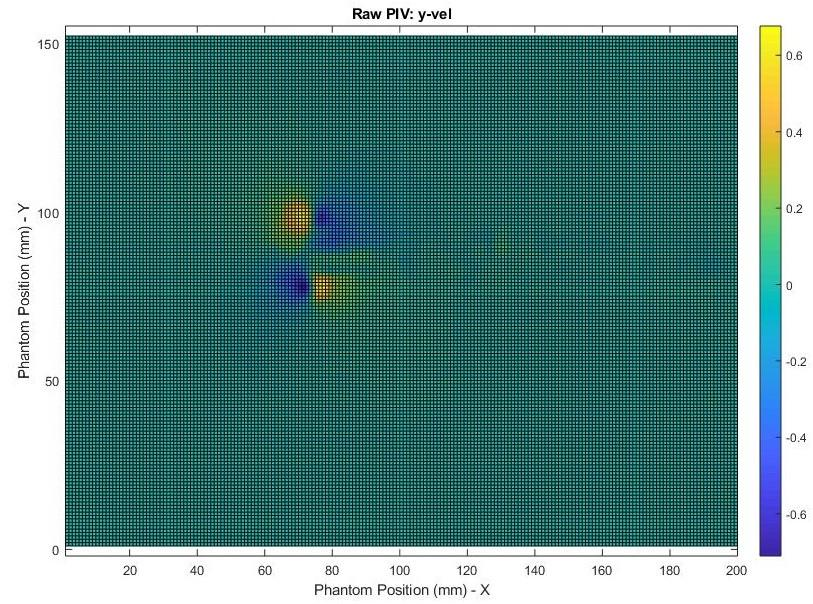 Raw PIV: y-vel
150
100
50
0
Phantom Position (mm) - Y
20 40 60 80 100 120 140 160 180 200
Phantom Position (mm) - X
0.6
0.4
0.2
0
-0.2
-0.4
-0.6